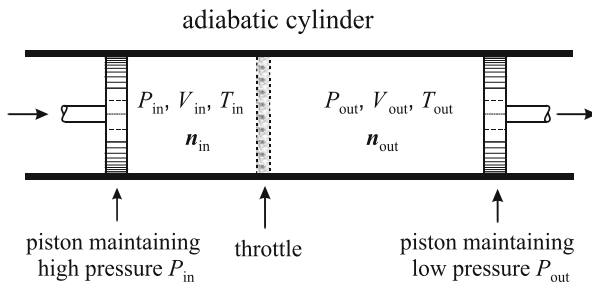 adiabatic cylinder
P_in, V_in, T_in
n_in
P_out, V_out, T_out
n_out
piston maintaining
high pressure P_in
throttle
piston maintaining
low pressure P_out